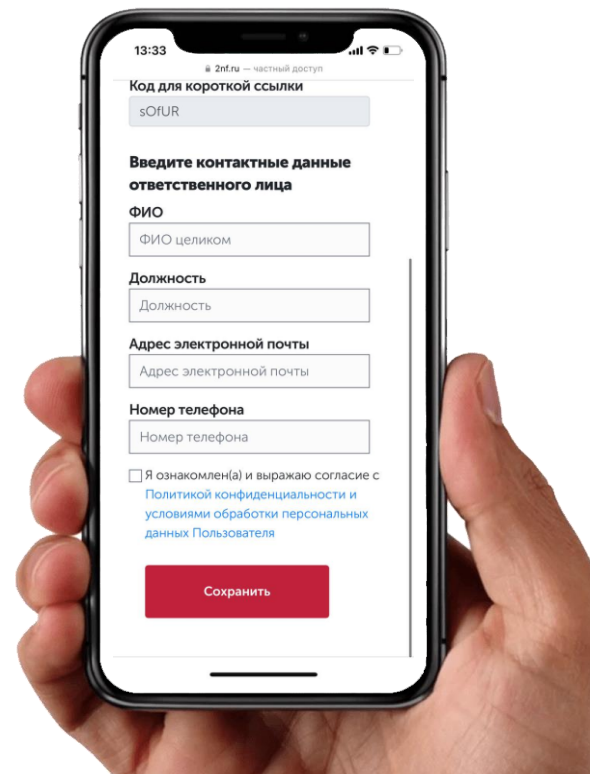 13:33
2nf.ru — частный доступ
Код для короткой ссылки
sOfUR
Введите контактные данные
ответственного лица
ФИО
ФИО целиком
Должность
Должность
Адрес электронной почты
Адрес электронной почты
Номер телефона
Номер телефона
Я ознакомлен(а) и выражаю согласие с
Политикой конфиденциальности и
условиями обработки персональных
данных Пользователя
Сохранить